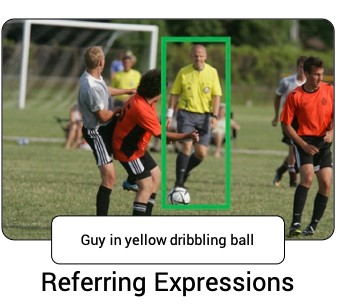 Guy in yellow dribbling ball
Referring Expressions